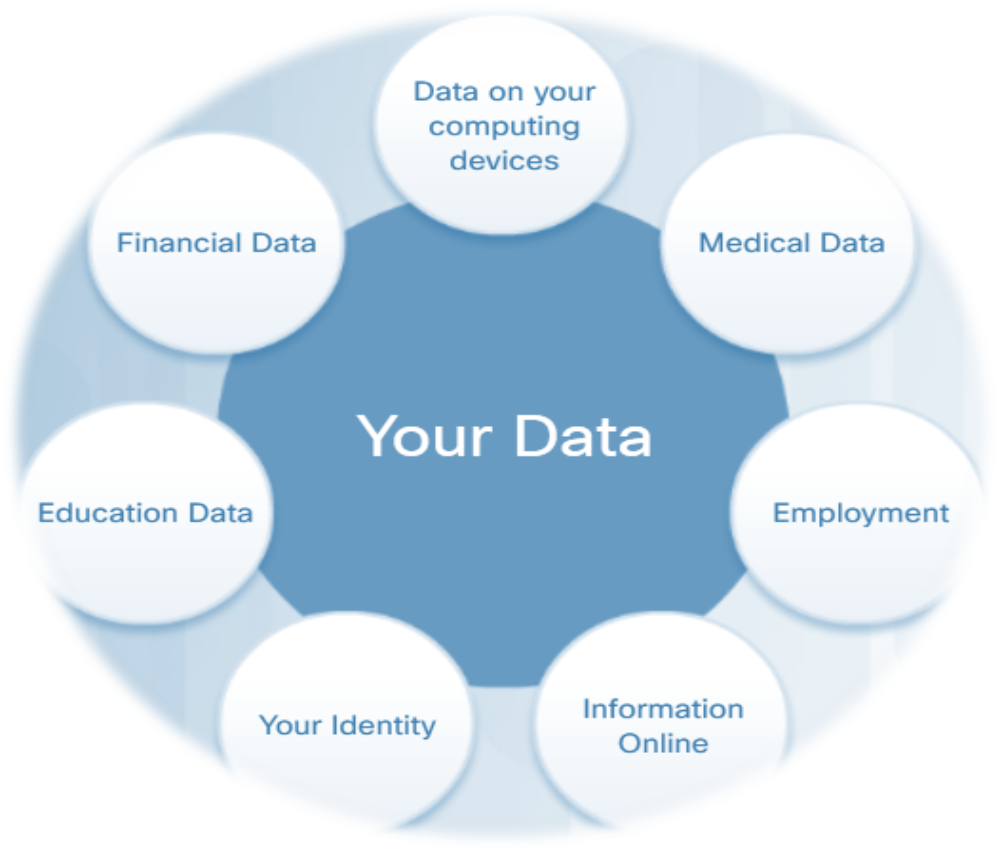 Data on your
computing
devices
Financial Data
Medical Data
Your Data
Education Data
Employment
Your Identity
Information
Online